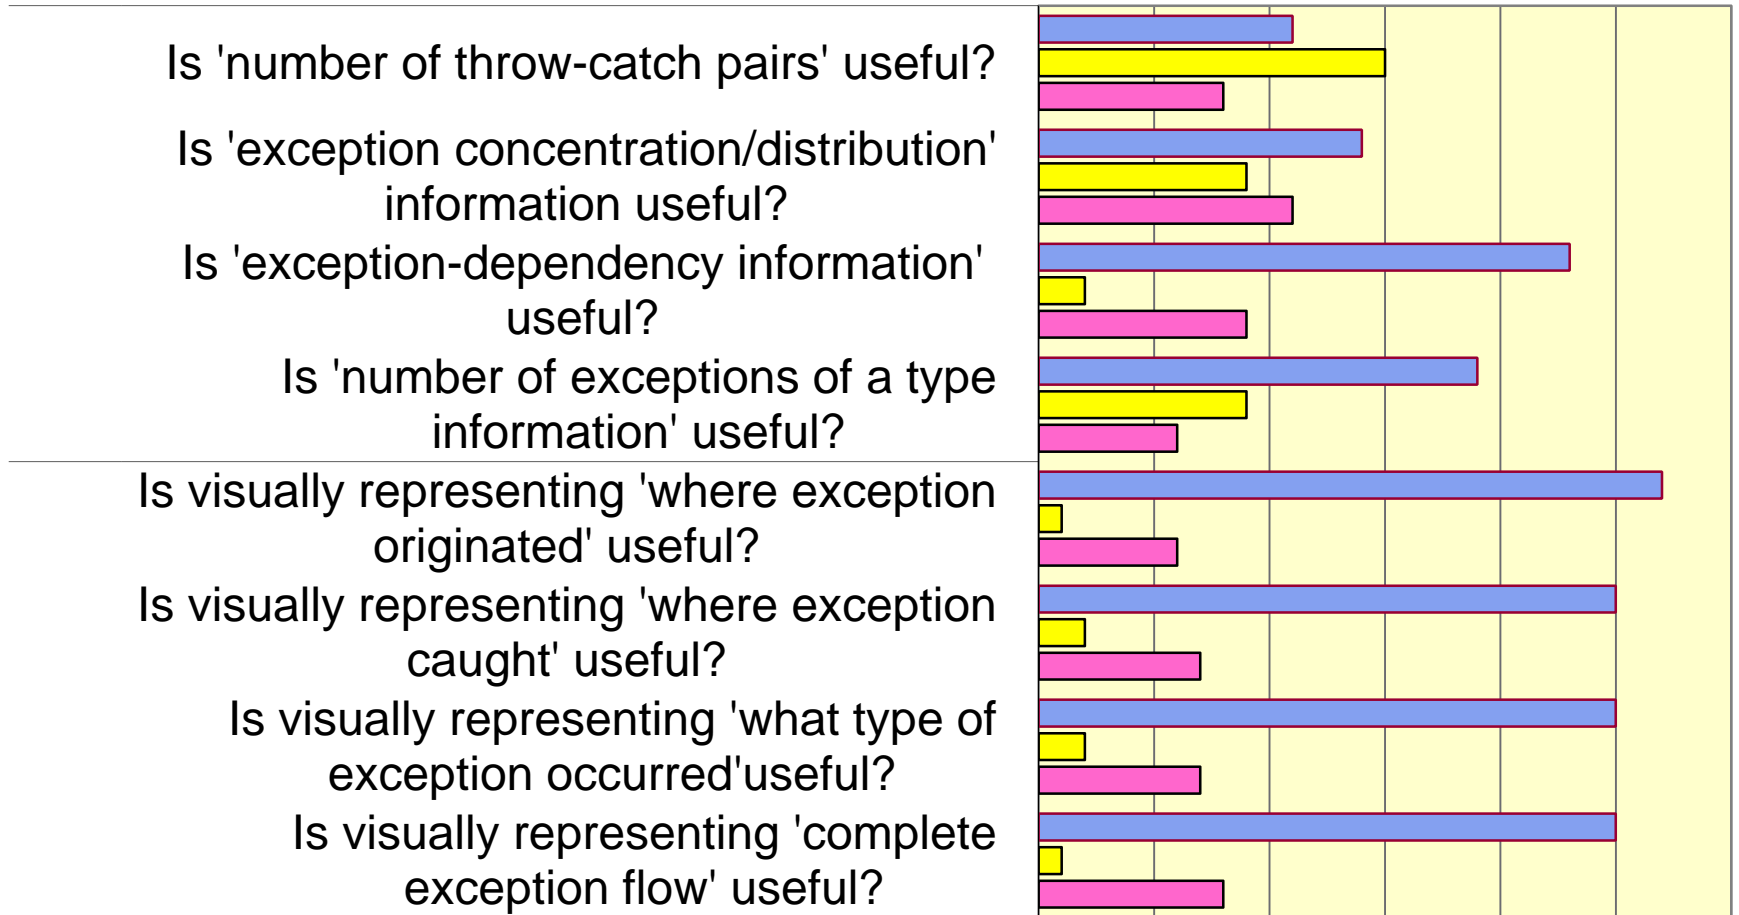 Is 'number of throw-catch pairs' useful?
Is 'exception concentration/distribution'
information useful?
Is 'exception-dependency information'
useful?
Is 'number of exceptions of a type
information' useful?
Is visually representing 'where exception
originated' useful?
Is visually representing 'where exception
caught' useful?
Is visually representing 'what type of
exception occurred'useful?
Is visually representing 'complete
exception flow' useful?